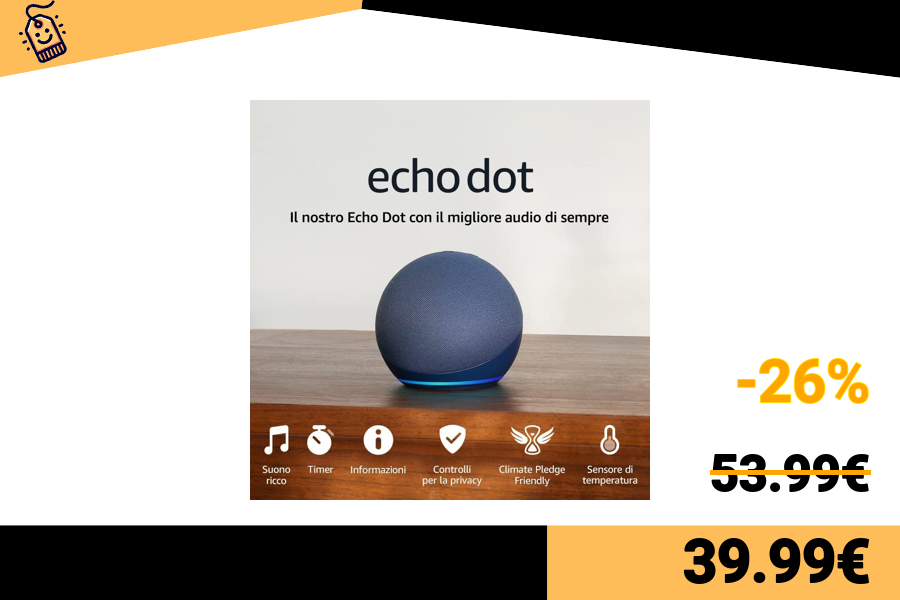 echo dot
Il nostro Echo Dot con il migliore audio di sempre
Suono
ricco
Timer
Informazioni
Controlli
per la privacy
Climate Pledge
Friendly
Sensore di
temperatura
-26%
53.99€
39.99€